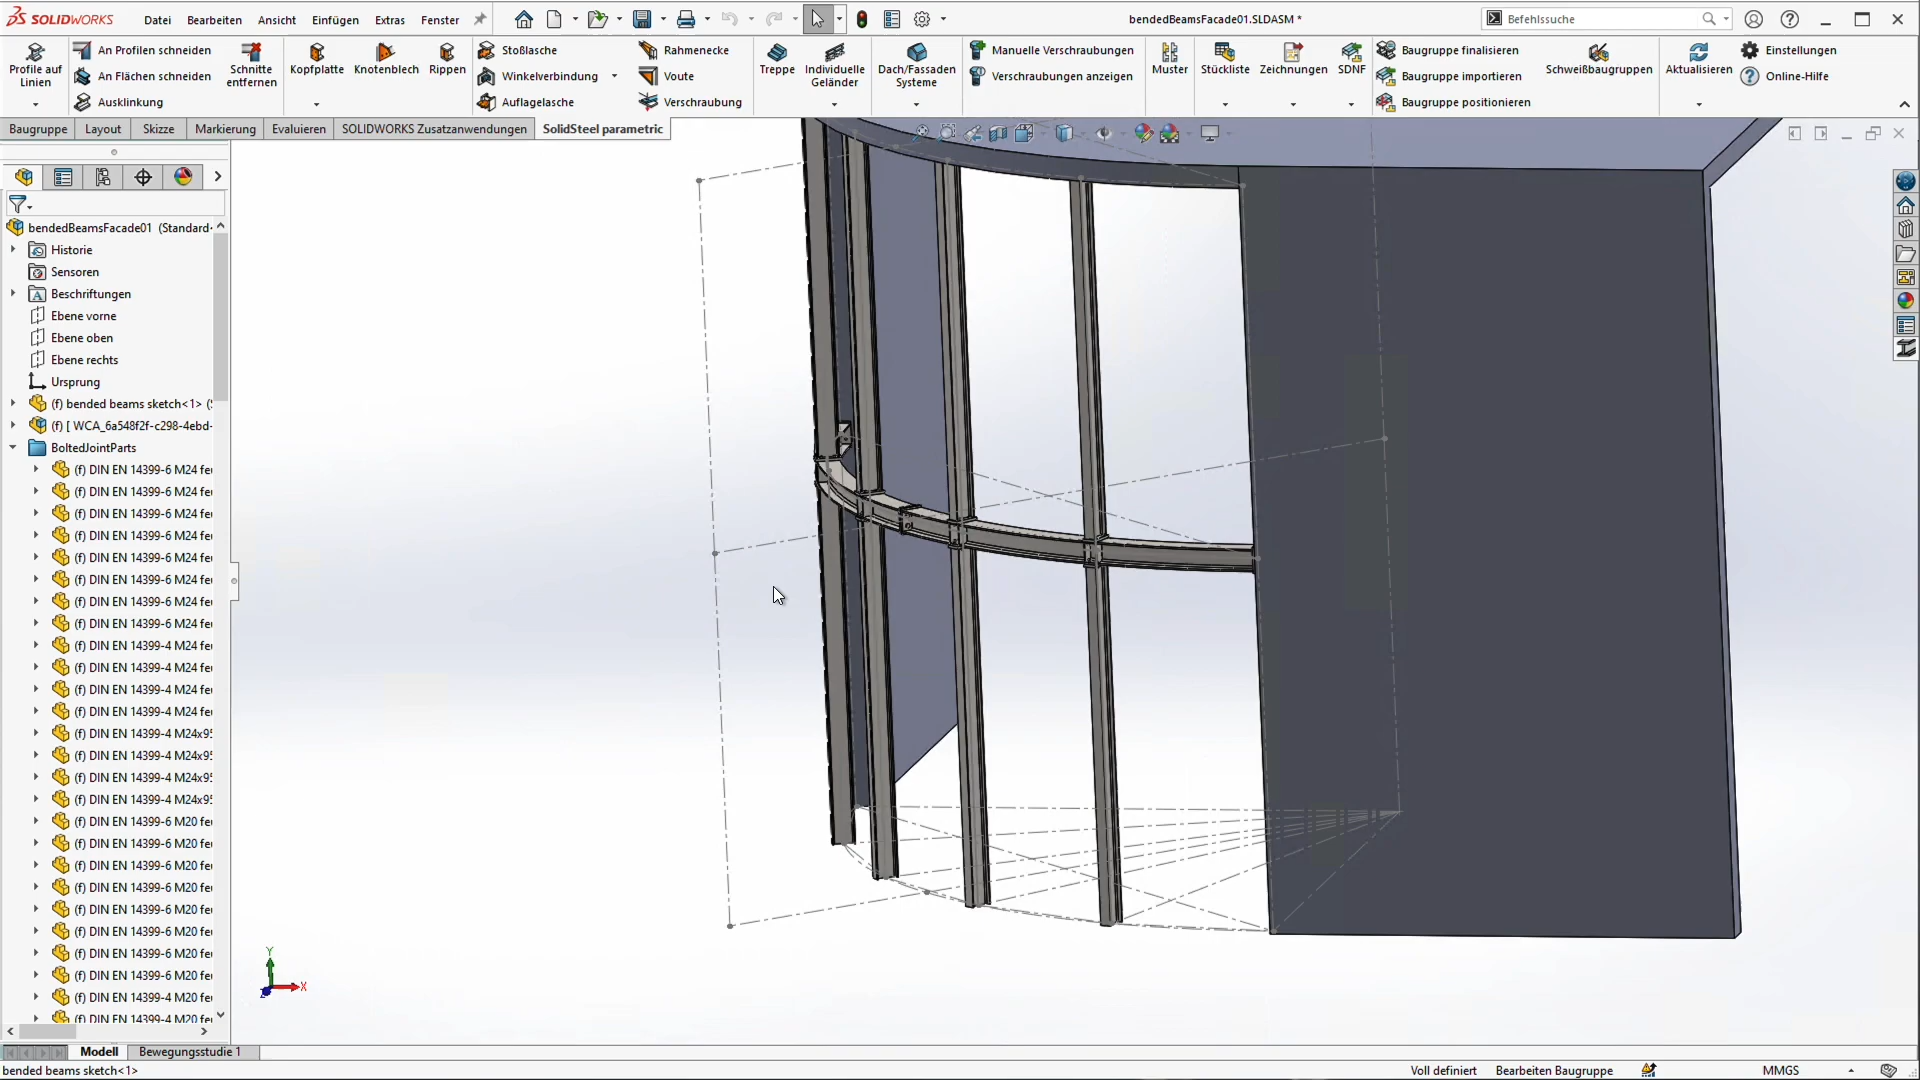 SOLIDWORKS
Datei Bearbeiten Ansicht Einfügen Extras Fenster
bendedBeamsFacade01.SLDASM *
Befehlssuche
Profile auf Linien
An Profilen schneiden
An Flächen schneiden
Ausklinkung
Schnitte entfernen
Kopfplatte
Knotenblech
Rippen
Stoßlasche
Winkelverbindung
Auflagelasche
Rahmenecke
Voute
Verschraubung
Treppe
Individuelle Geländer
Dach/Fassaden Systeme
Manuelle Verschraubungen
Verschraubungen anzeigen
Muster
Stückliste
Zeichnungen
SDNF
Baugruppe finalisieren
Baugruppe importieren
Baugruppe positionieren
Schweißbaugruppen
Aktualisieren
Einstellungen
Online-Hilfe
Baugruppe Layout Skizze Markierung Evaluieren SOLIDWORKS Zusatzanwendungen SolidSteel parametric
bendedBeamsFacade01 (Standard-
Historie
Sensoren
Beschriftungen
Ebene vorne
Ebene oben
Ebene rechts
Ursprung
(f) bended beams sketch<1> (
(f) [ WCA_6a548f2f-c298-4ebd-
BoltedJointParts
(f) DIN EN 14399-6 M24 fe
(f) DIN EN 14399-6 M24 fe
(f) DIN EN 14399-6 M24 fe
(f) DIN EN 14399-6 M24 fe
(f) DIN EN 14399-6 M24 fe
(f) DIN EN 14399-6 M24 fe
(f) DIN EN 14399-6 M24 fe
(f) DIN EN 14399-6 M24 fe
(f) DIN EN 14399-4 M24 fe
(f) DIN EN 14399-4 M24 fe
(f) DIN EN 14399-4 M24 fe
(f) DIN EN 14399-4 M24 fe
(f) DIN EN 14399-4 M24x95
(f) DIN EN 14399-4 M24x95
(f) DIN EN 14399-4 M24x95
(f) DIN EN 14399-4 M24x95
(f) DIN EN 14399-6 M20 fe
(f) DIN EN 14399-6 M20 fe
(f) DIN EN 14399-6 M20 fe
(f) DIN EN 14399-6 M20 fe
(f) DIN EN 14399-6 M20 fe
(f) DIN EN 14399-6 M20 fe
(f) DIN EN 14399-6 M20 fe
(f) DIN EN 14399-6 M20 fe
(f) DIN EN 14399-4 M20 fe
(f) DIN EN 14399-4 M20 fe
Y
X
Z
Modell Bewegungsstudie 1
bended beams sketch<1>
Voll definiert Bearbeiten Baugruppe MMGS